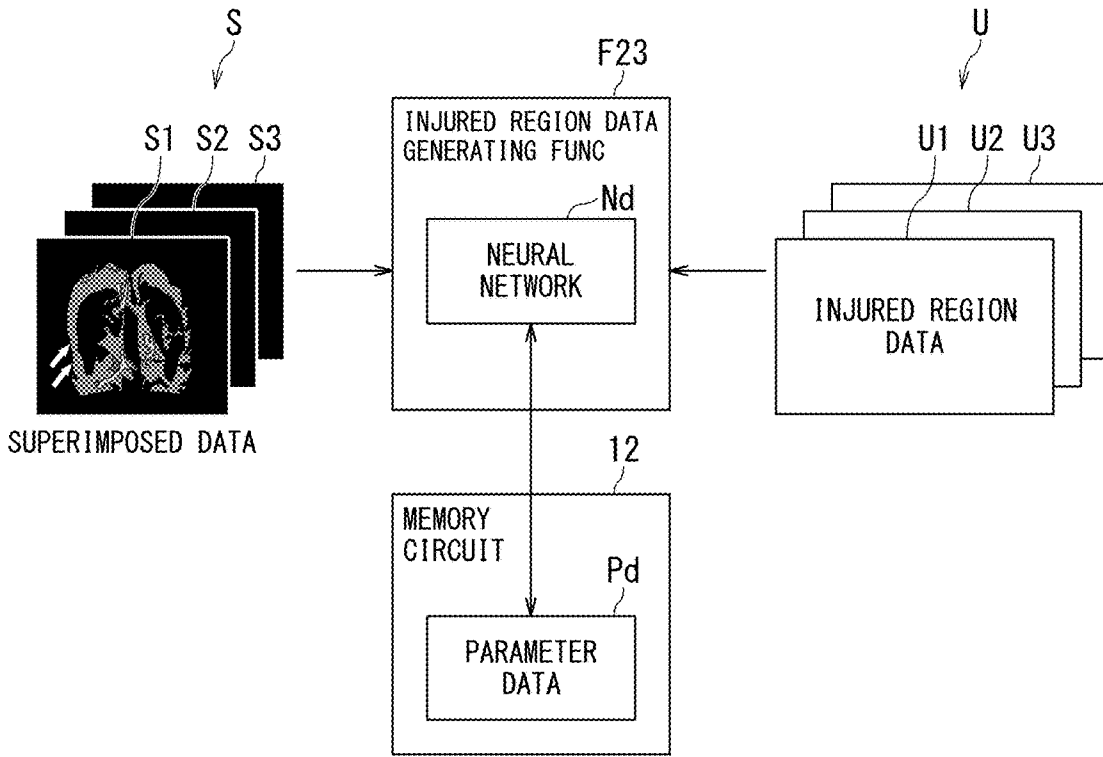 S
U
F23
S1
S2
S3
INJURED REGION DATA
GENERATING FUNC
U1
U2
U3
Nd
NEURAL
NETWORK
INJURED REGION
DATA
SUPERIMPOSED DATA
12
MEMORY
CIRCUIT
Pd
PARAMETER
DATA